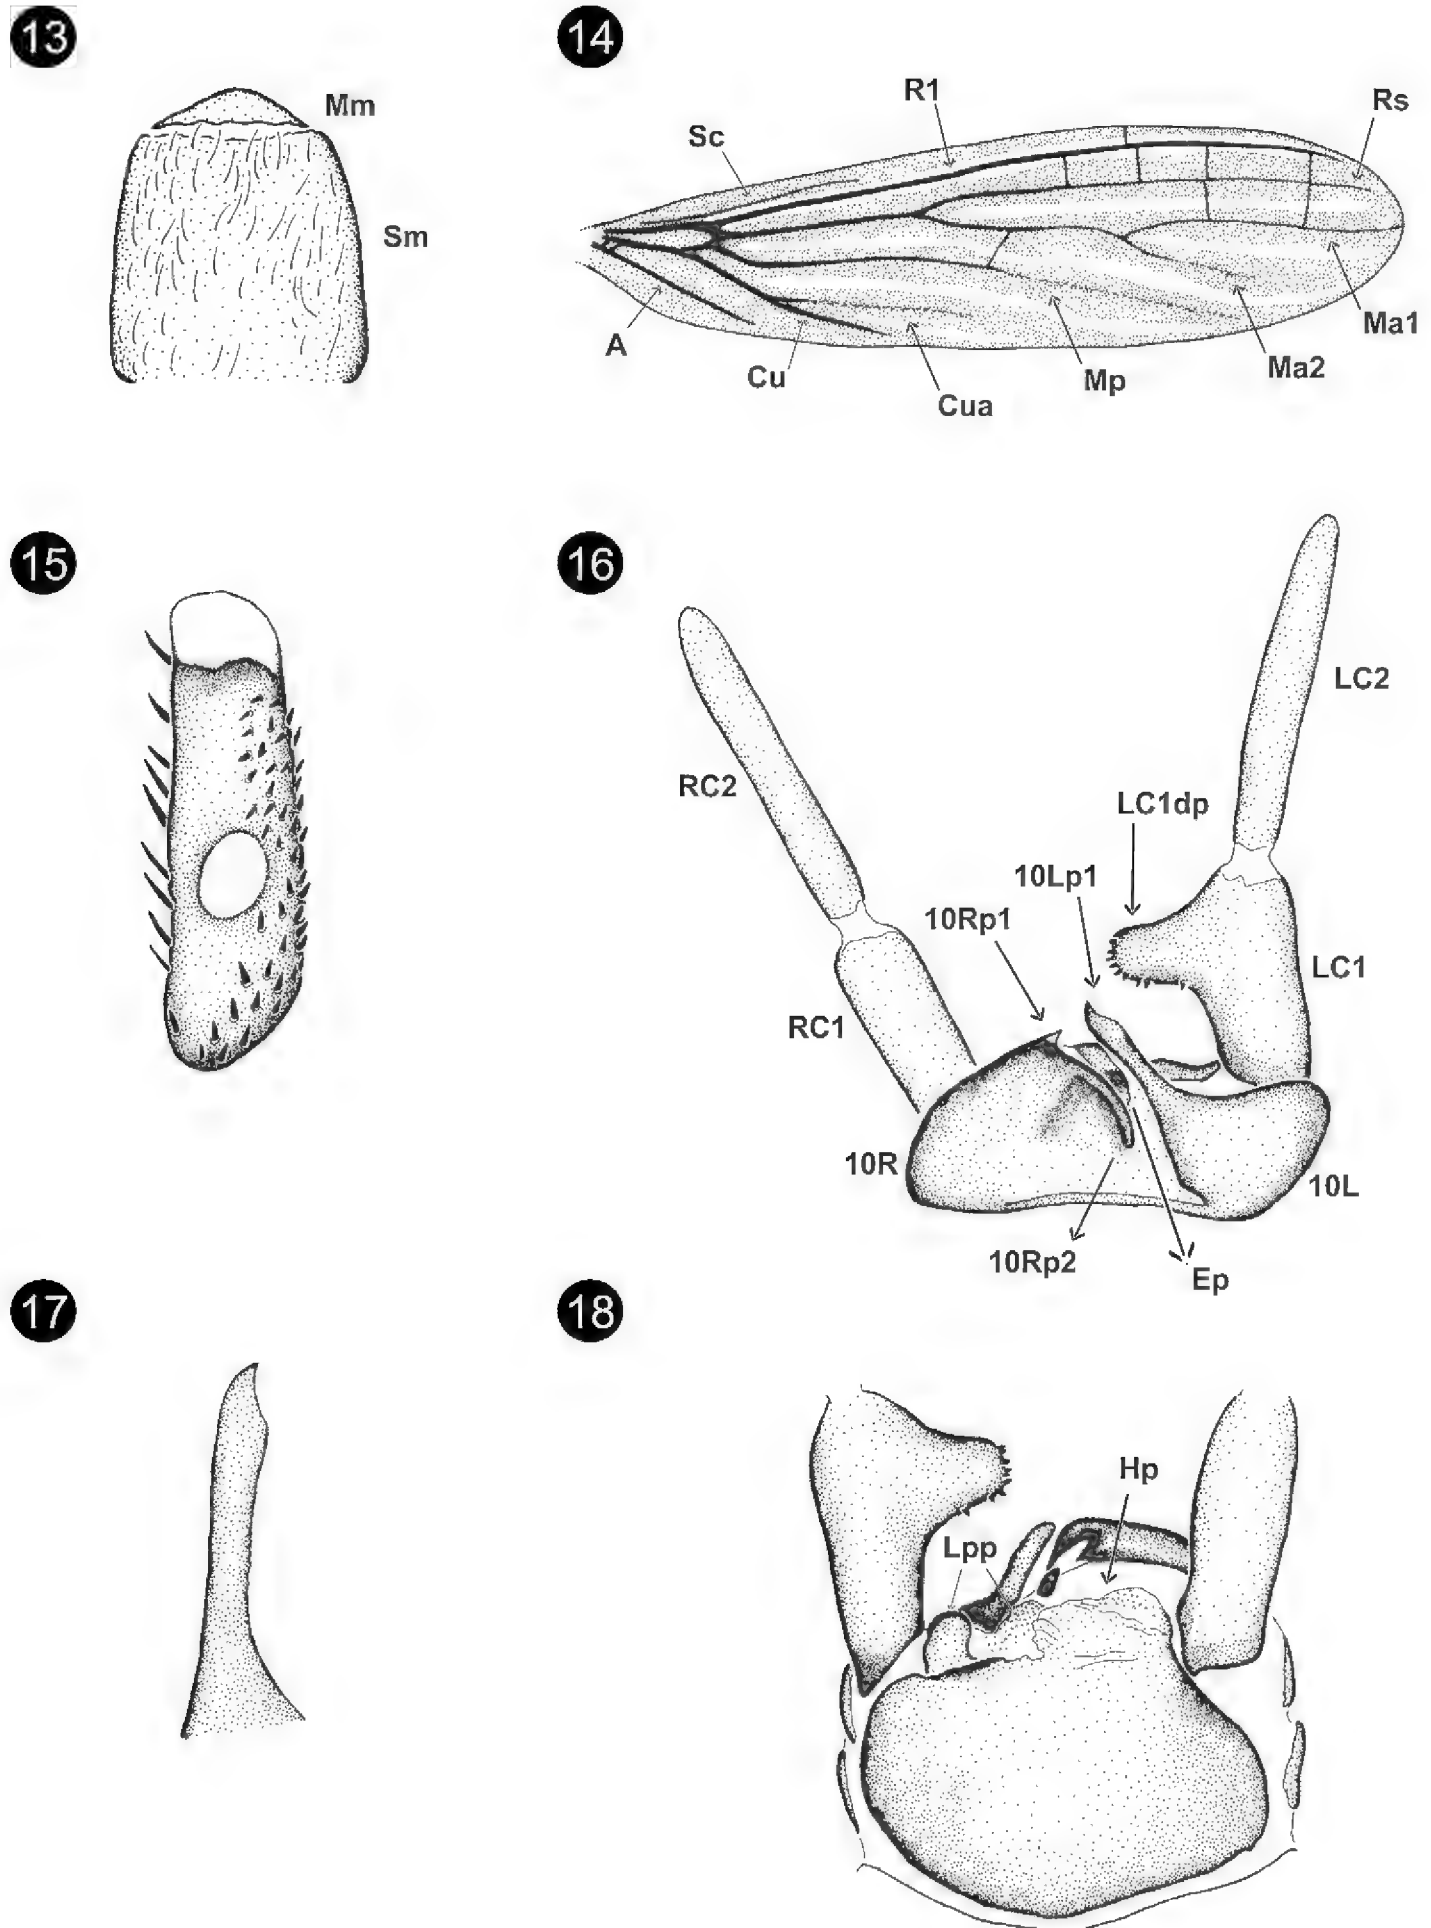 13
Mm
Sm
14
R1
Rs
Sc
A
Cu
Cua
Mp
Ma2
Ma1
15
16
LC2
RC2
LC1dp
10Lp1
10Rp1
LC1
RC1
10R
10L
10Rp2
Ep
17
18
Hp
Lpp